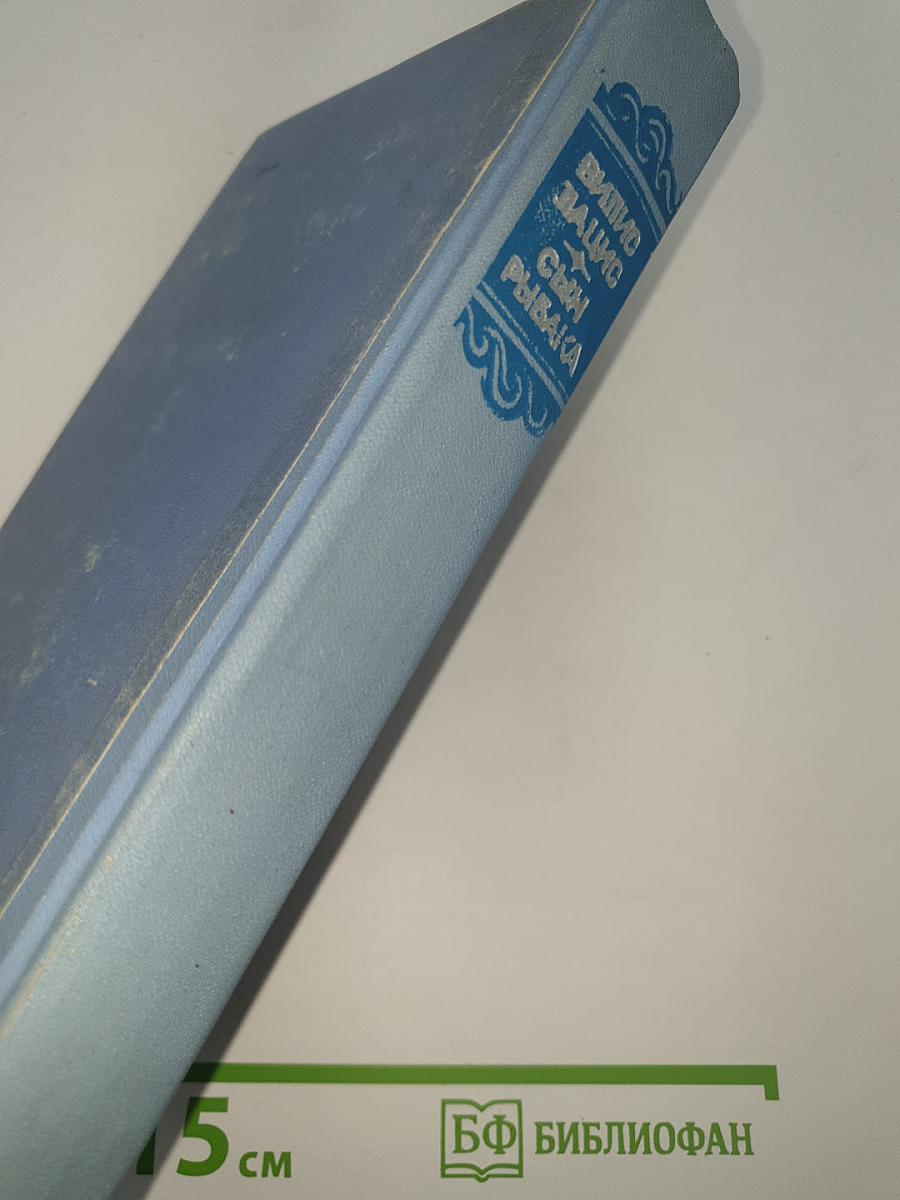 ВИЛИС
ЛАЦИС
СЫН
РЫБАКА
15 см
БФ БИБЛИОФАН